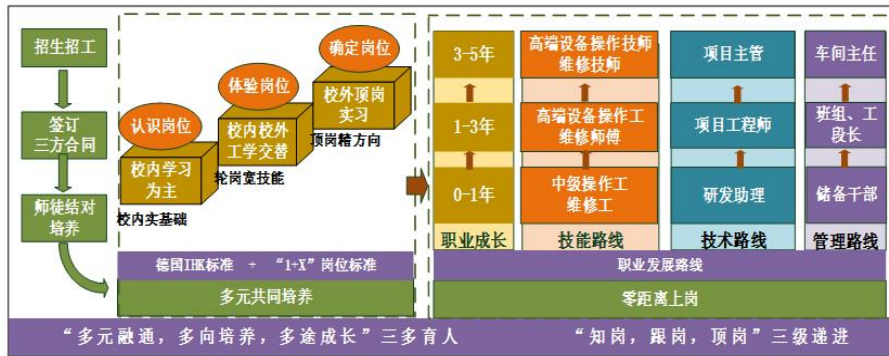 招生招工
签订
三方合同
师徒结对
培养
认识岗位
体验岗位
确定岗位
校内学习
为主
校内校外
工学交替
校外顶岗
实习
校内实基础
轮岗宽技能
顶岗精方向
德国IHK标准 + “1+X”岗位标准
多元共同培养
3-5年
1-3年
0-1年
职业成长
高端设备操作技师
维修技师
高端设备操作工
维修师傅
中级操作工
维修工
技能路线
项目主管
项目工程师
研发助理
技术路线
车间主任
班组、工
段长
储备干部
管理路线
职业发展路线
零距离上岗
“多元融通，多向培养，多途成长”三多育人
“知岗，跟岗，顶岗”三级递进